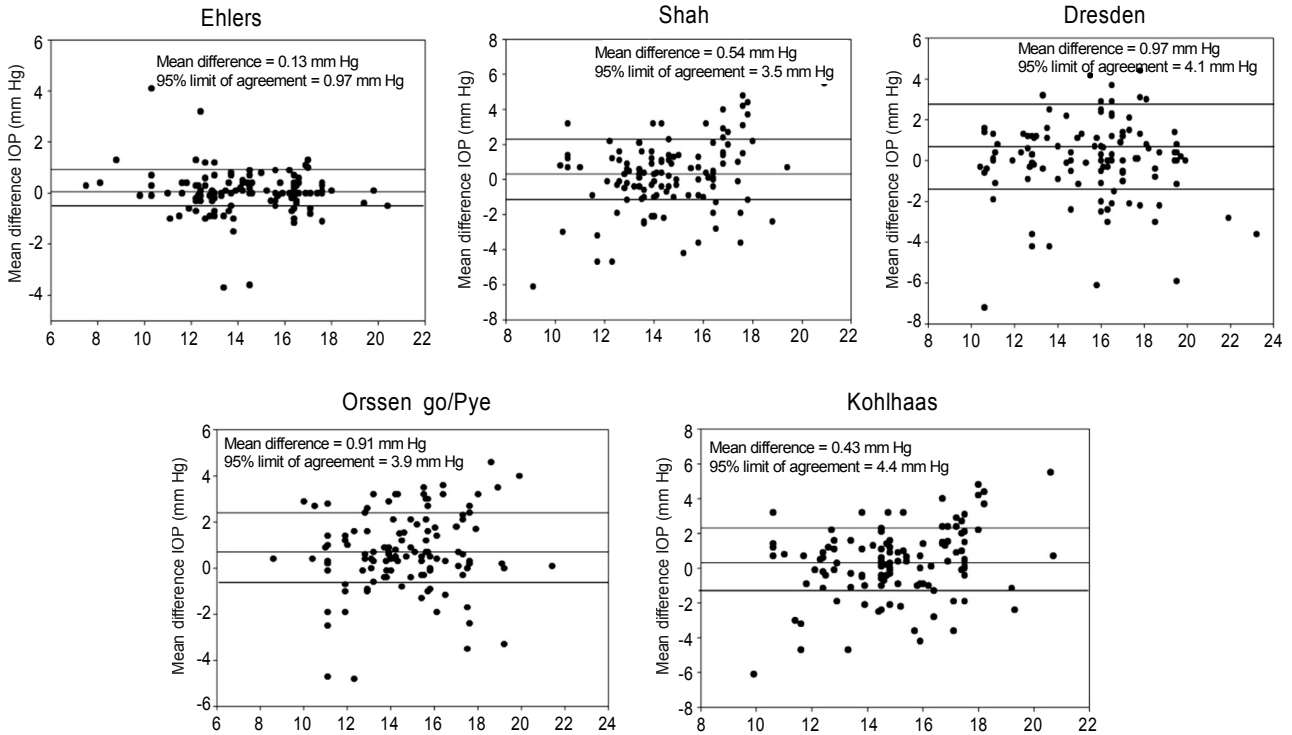 Ehlers
Mean difference IOP (mm Hg)
6
4
2
0
-2
-4
Mean difference = 0.13 mm Hg
95% limit of agreement = 0.97 mm Hg
6 8 10 12 14 16 18 20 22
Shah
8
6
4
2
0
-2
-4
-6
-8
Mean difference = 0.54 mm Hg
95% limit of agreement = 3.5 mm Hg
8 10 12 14 16 18 20 22
Dresden
Mean difference IOP (mm Hg)
6
4
2
0
-2
-4
-6
-8
Mean difference = 0.97 mm Hg
95% limit of agreement = 4.1 mm Hg
8 10 12 14 16 18 20 22 24
Mean difference IOP (mm Hg)
Orssen go/Pye
Mean difference IOP (mm Hg)
6
4
2
0
-2
-4
-6
Mean difference = 0.91 mm Hg
95% limit of agreement = 3.9 mm Hg
6 8 10 12 14 16 18 20 22 24
Kohlhaas
Mean difference IOP (mm Hg)
8
6
4
2
0
-2
-4
-6
-8
Mean difference = 0.43 mm Hg
95% limit of agreement = 4.4 mm Hg
8 10 12 14 16 18 20 22